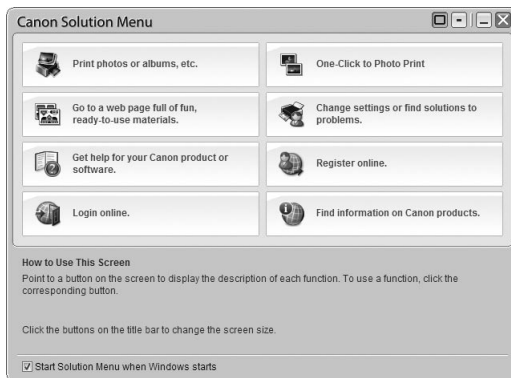 Canon Solution Menu
Print photos or albums, etc.
One-Click to Photo Print
Go to a web page full of fun,
ready-to-use materials.
Change settings or find solutions to
problems.
Get help for your Canon product or
software.
Register online.
Login online.
Find information on Canon products.
How to Use This Screen
Point to a button on the screen to display the description of each function. To use a function, click the
corresponding button.
Click the buttons on the title bar to change the screen size.
Start Solution Menu when Windows starts